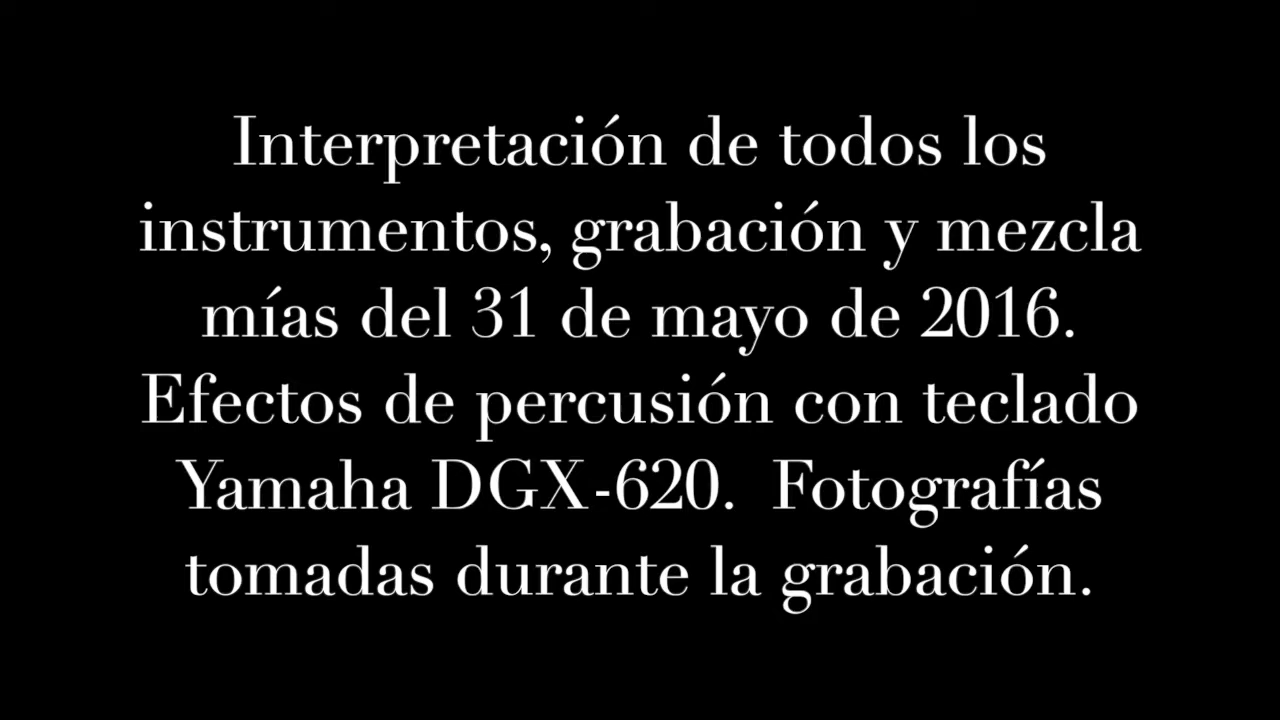 Interpretación de todos los
instrumentos, grabación y mezcla
mías del 31 de mayo de 2016.
Efectos de percusión con teclado
Yamaha DGX-620.  Fotografías
tomadas durante la grabación.